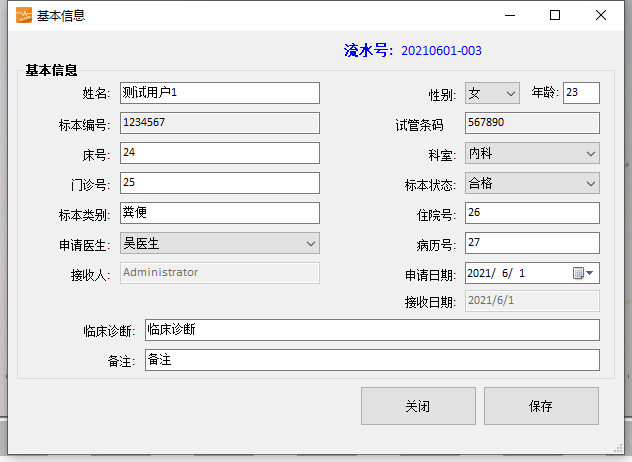 基本信息
流水号: 20210601-003
基本信息
姓名: 测试用户1 性别: 女 年龄: 23
标本编号: 1234567 试管条码 567890
床号: 24 科室: 内科
门诊号: 25 标本状态: 合格
标本类别: 粪便 住院号: 26
申请医生: 吴医生 病历号: 27
接收人: Administrator 申请日期: 2021/ 6/ 1
接收日期: 2021/6/1
临床诊断: 临床诊断
备注: 备注
关闭 保存